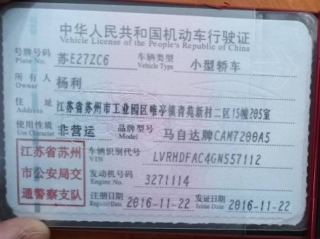 中华人民共和国机动车行驶证
Vehicle License of the People's Republic of China
号牌号码 苏E27ZC6 车辆类型 小型轿车
Plate No. Vehicle Type
所有人 杨利
Owner
江苏省苏州市工业园区唯亭镇青苑新村二区15幢205室
使用性质 非营运 品牌型号 马自达牌CAM7200A5
Use Character Model
江苏省苏州市公安局交通警察支队
车辆识别代号 LVRHDFAC4GN557112
VIN
发动机号码 3271114
Engine No.
注册日期 2016-11-22 发证日期 2016-11-22
Register Date Issue Date